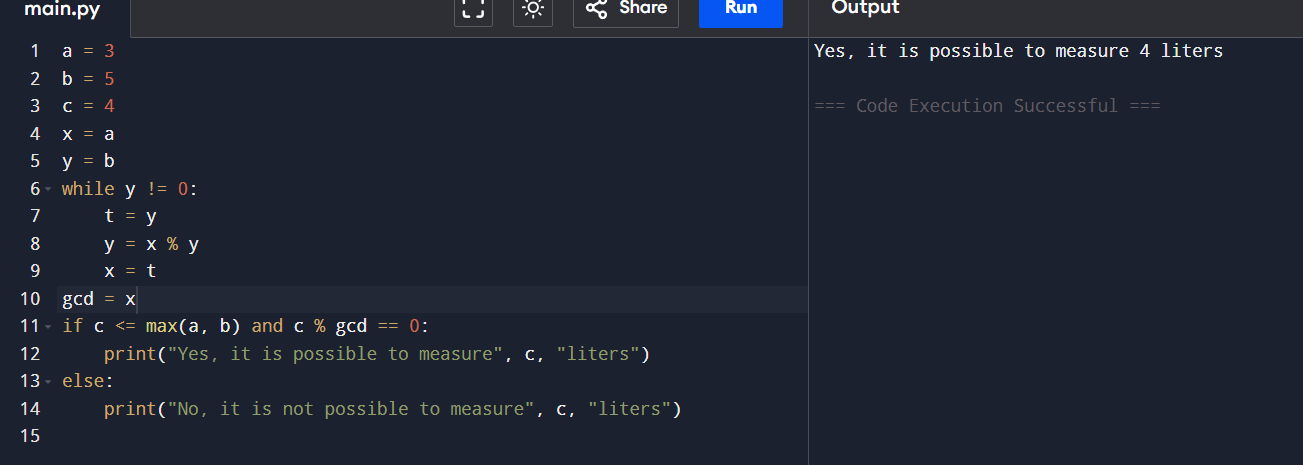 main.py Share Run Output
1 a = 3
2 b = 5
3 c = 4
4 x = a
5 y = b
6 while y != 0:
7     t = y
8     y = x % y
9     x = t
10 gcd = x
11 if c <= max(a, b) and c % gcd == 0:
12     print("Yes, it is possible to measure", c, "liters")
13 else:
14     print("No, it is not possible to measure", c, "liters")
15
Yes, it is possible to measure 4 liters
=== Code Execution Successful ===